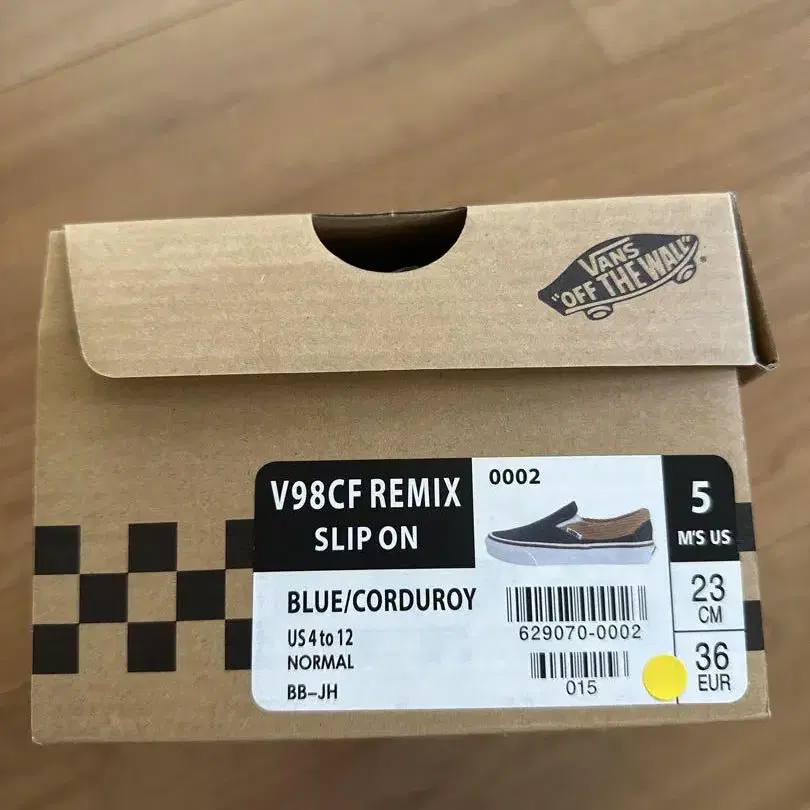 VANS
"OFF THE WALL"
V98CF REMIX
SLIP ON
0002
5
M'S US
BLUE/CORDUROY
US 4 to 12
NORMAL
BB-JH
629070-0002
015
23
CM
36
EUR